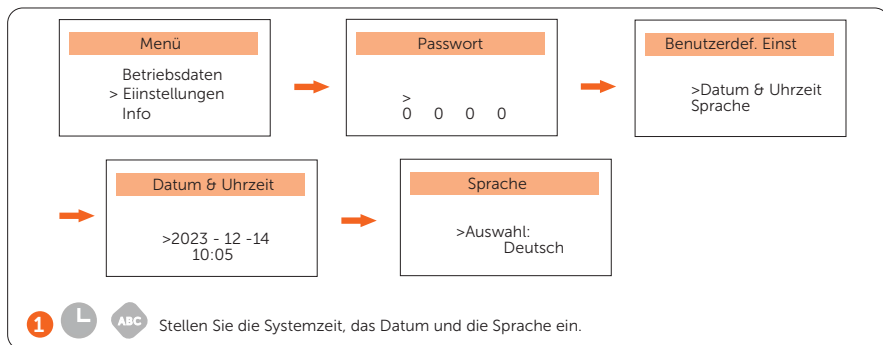 Menü
Betriebsdaten
> Eiinstellungen
Info
Passwort
>
0 0 0 0
Benutzerdef. Einst
>Datum & Uhrzeit
Sprache
Datum & Uhrzeit
>2023 - 12 -14
10:05
Sprache
>Auswahl:
Deutsch
1 ABC Stellen Sie die Systemzeit, das Datum und die Sprache ein.